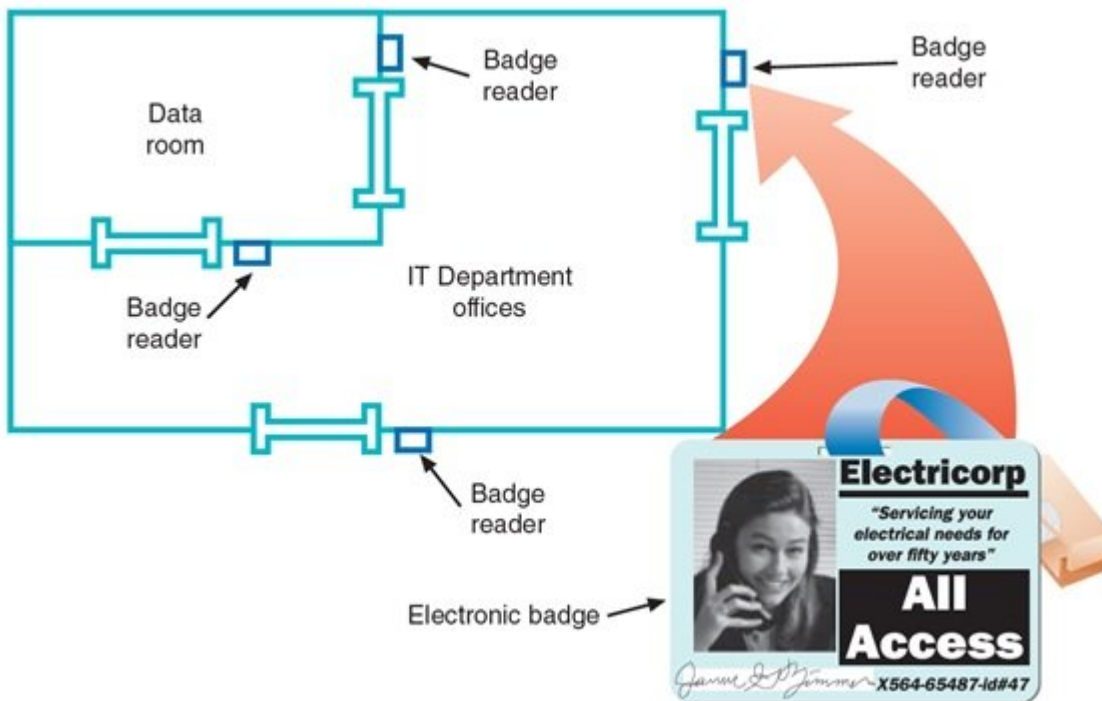 Badge
reader
Badge
reader
Data
room
IT Department
offices
Badge
reader
Badge
reader
Electronic badge
Electricorp
"Servicing your
electrical needs for
over fifty years"
All
Access
X564-65487-id#47